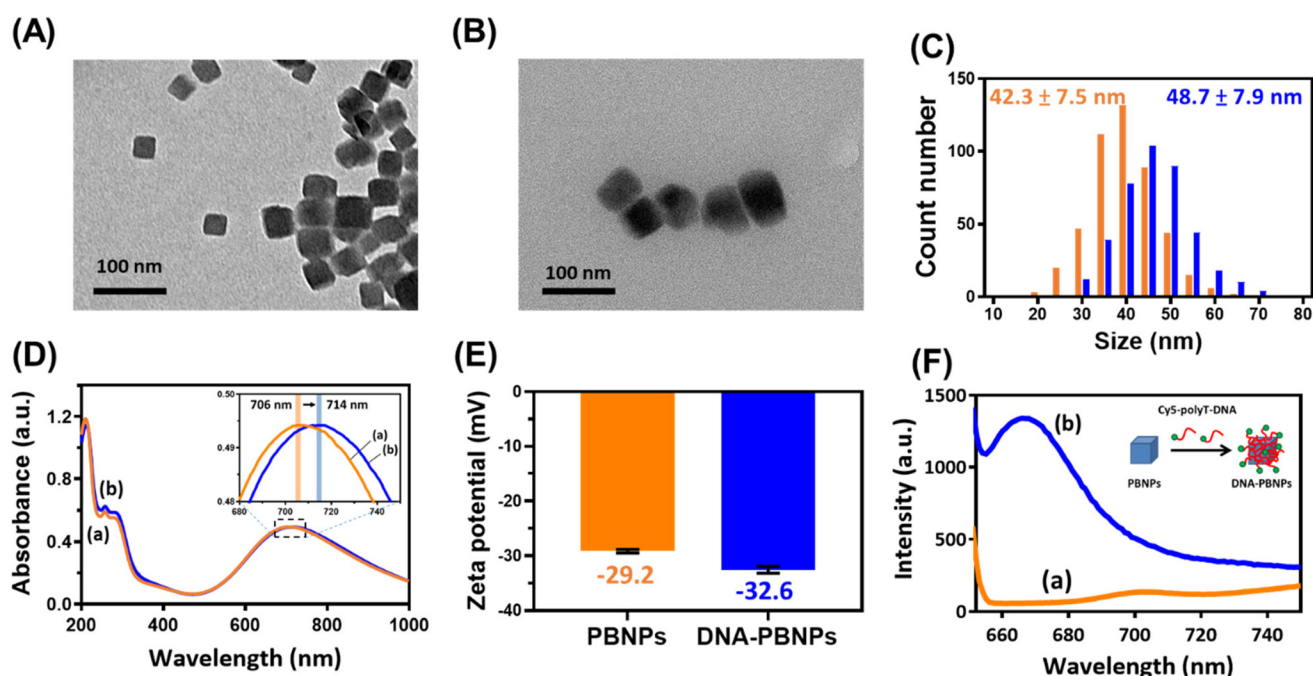 (A)
100 nm
(B)
100 nm
(C)
42.3 ± 7.5 nm
48.7 ± 7.9 nm
Count number
150
100
50
0
10 20 30 40 50 60 70 80
Size (nm)
(D)
Absorbance (a.u.)
1.2
0.9
0.6
0.3
0.0
(b)
(a)
0.50
0.49
0.48
706 nm → 714 nm
(a)
(b)
680 700 720 740
200 400 600 800 1000
Wavelength (nm)
(E)
Zeta potential (mV)
0
-10
-20
-30
-40
-29.2
-32.6
PBNPs DNA-PBNPs
(F)
Intensity (a.u.)
1500
1000
500
0
(b)
(a)
Cy5-polyT-DNA
PBNPs
DNA-PBNPs
660 680 700 720 740
Wavelength (nm)